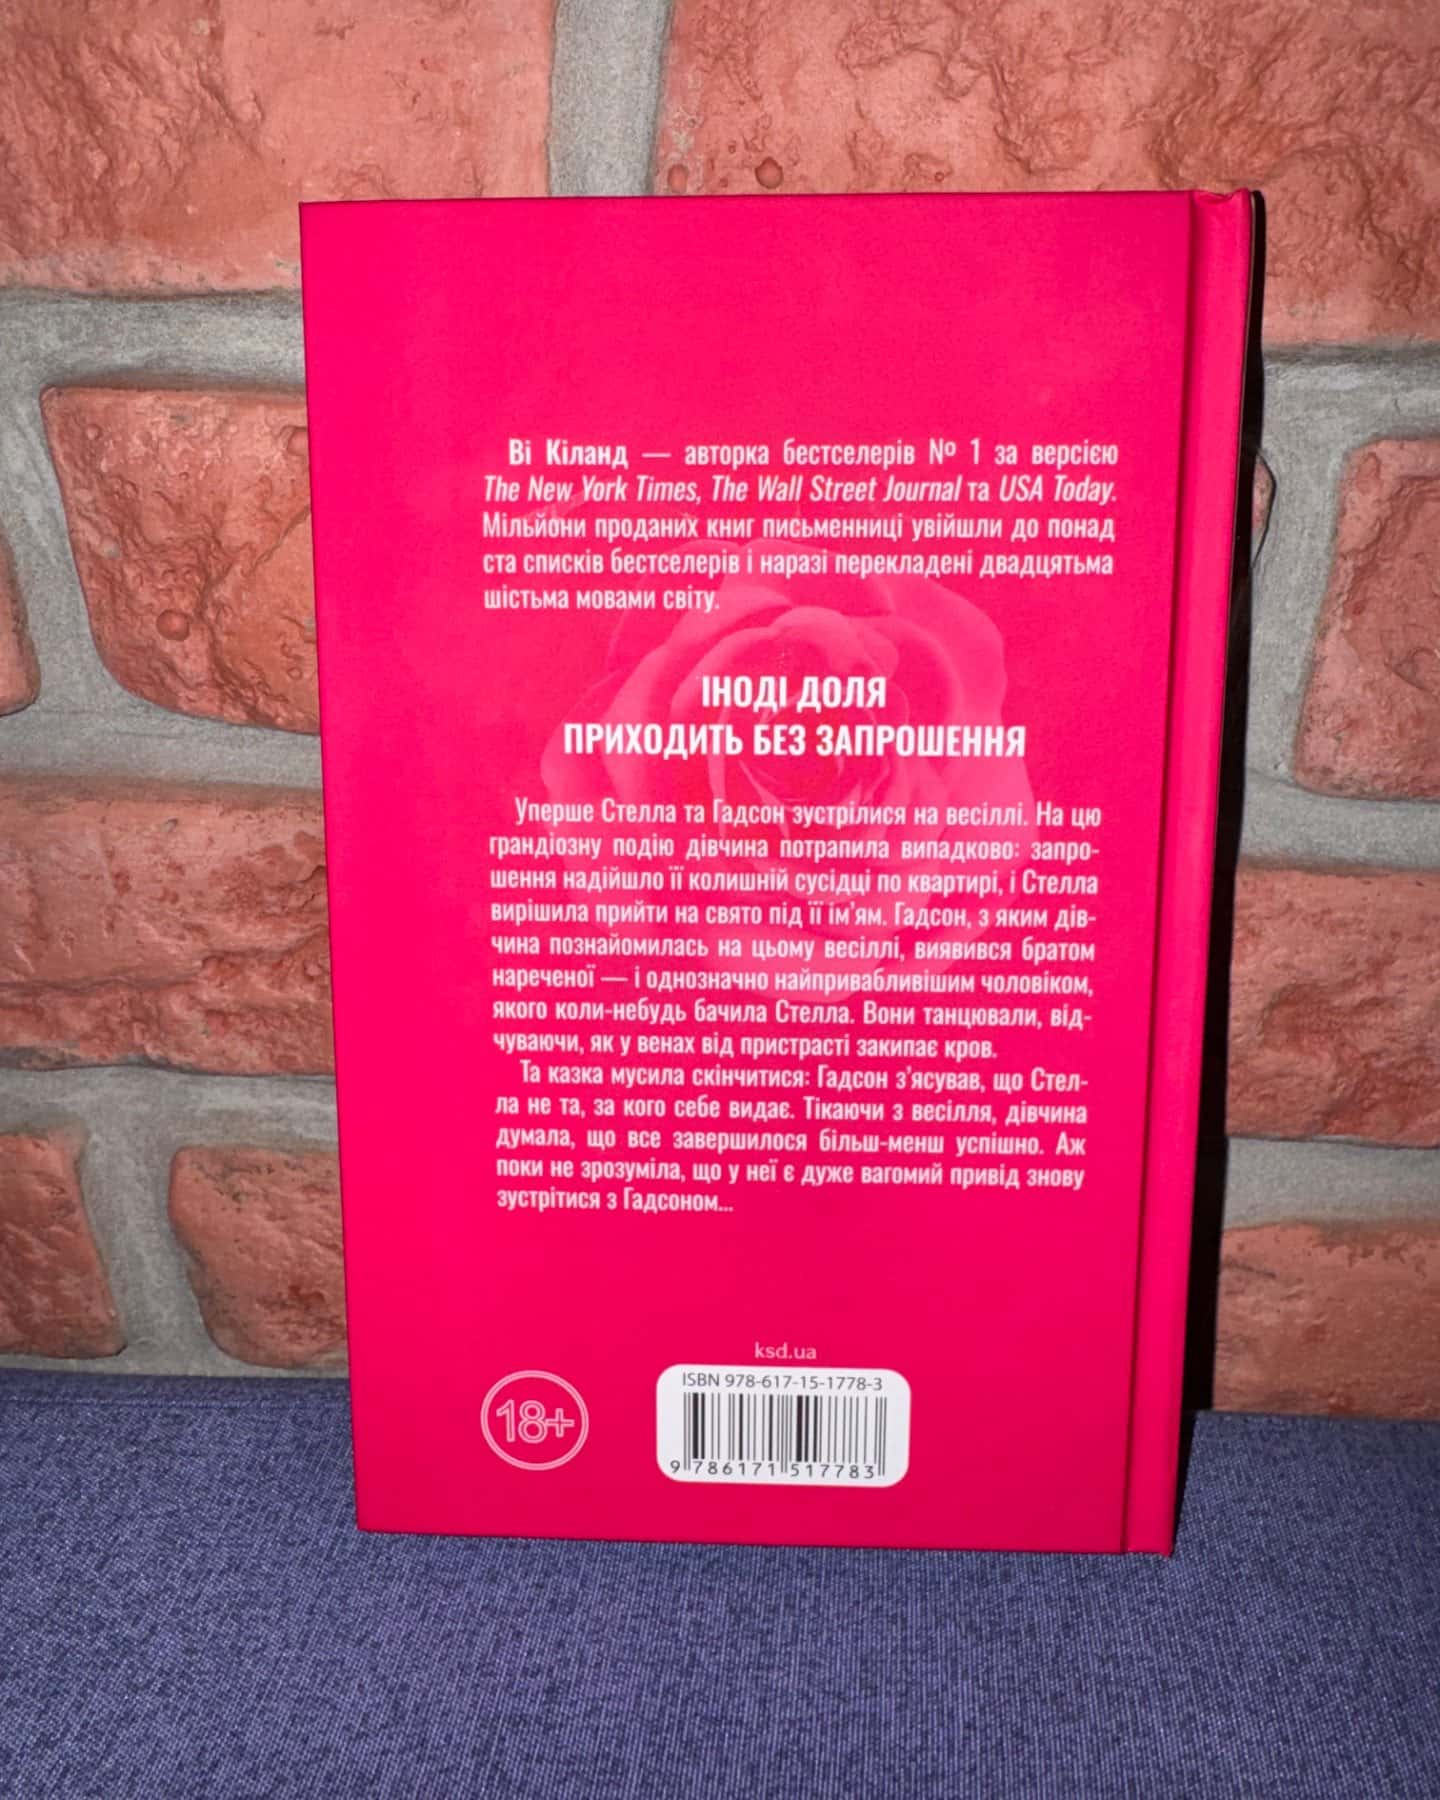 Ві Кіланд — авторка бестселерів № 1 за версією
The New York Times, The Wall Street Journal та USA Today.
Мільйони проданих книг письменниці увійшли до понад
ста списків бестселерів і наразі перекладені двадцятьма
шістьма мовами світу.
ІНОДІ ДОЛЯ
ПРИХОДИТЬ БЕЗ ЗАПРОШЕННЯ
Уперше Стелла та Гадсон зустрілися на весіллі. На цю
грандіозну подію дівчина потрапила випадково: запро-
шення надійшло її колишній сусідці по квартирі, і Стелла
вирішила прийти на свято під її ім’ям. Гадсон, з яким дів-
чина познайомилась на цьому весіллі, виявився братом
нареченої — і однозначно найпривабливішим чоловіком,
якого коли-небудь бачила Стелла. Вони танцювали, від-
чуваючи, як у венах від пристрасті закипає кров.
Та казка мусила скінчитися: Гадсон з’ясував, що Стел-
ла не та, за кого себе видає. Тікаючи з весілля, дівчина
думала, що все завершилося більш-менш успішно. Аж
поки не зрозуміла, що у неї є дуже вагомий привід знову
зустрітися з Гадсоном...
ksd.ua
18+
ISBN 978-617-15-1778-3
9 786171 517783